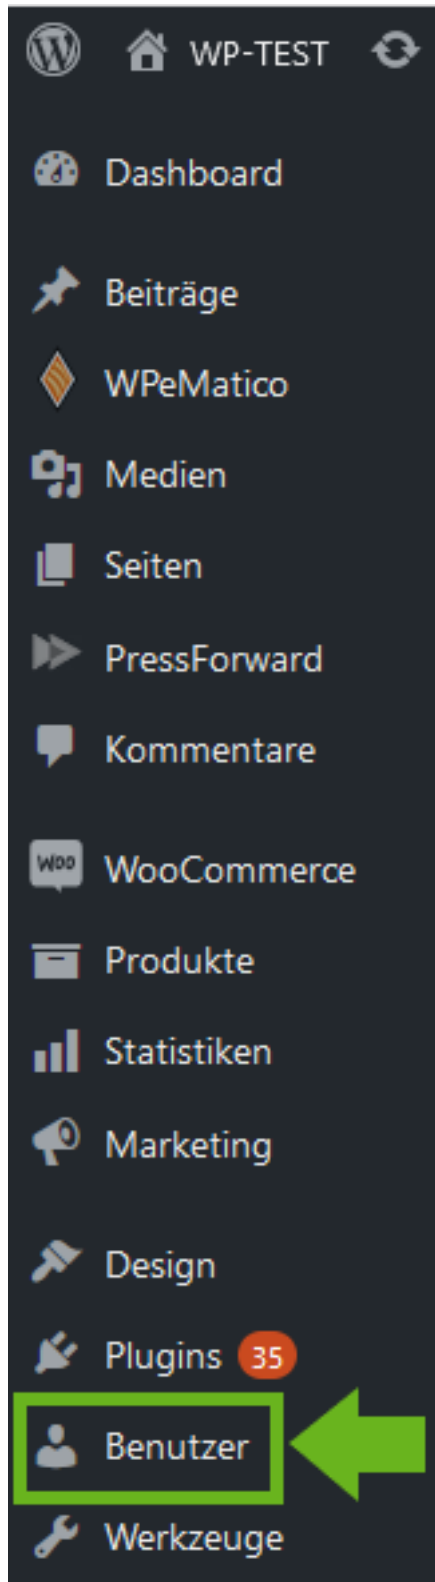 WP-TEST
Dashboard
Beiträge
WPeMatico
Medien
Seiten
PressForward
Kommentare
Woo WooCommerce
Produkte
Statistiken
Marketing
Design
Plugins 35
Benutzer
Werkzeuge